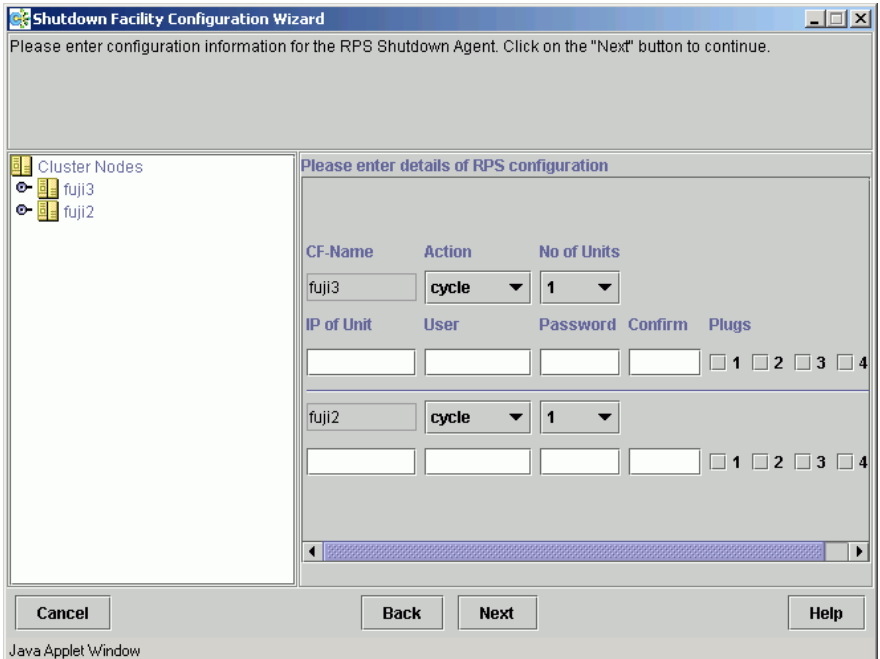 Shutdown Facility Configuration Wizard
Please enter configuration information for the RPS Shutdown Agent. Click on the "Next" button to continue.
Cluster Nodes
fuji3
fuji2
Please enter details of RPS configuration
CF-Name Action No of Units
fuji3 cycle 1
IP of Unit User Password Confirm Plugs
1 2 3 4
fuji2 cycle 1
1 2 3 4
Cancel Back Next Help
Java Applet Window